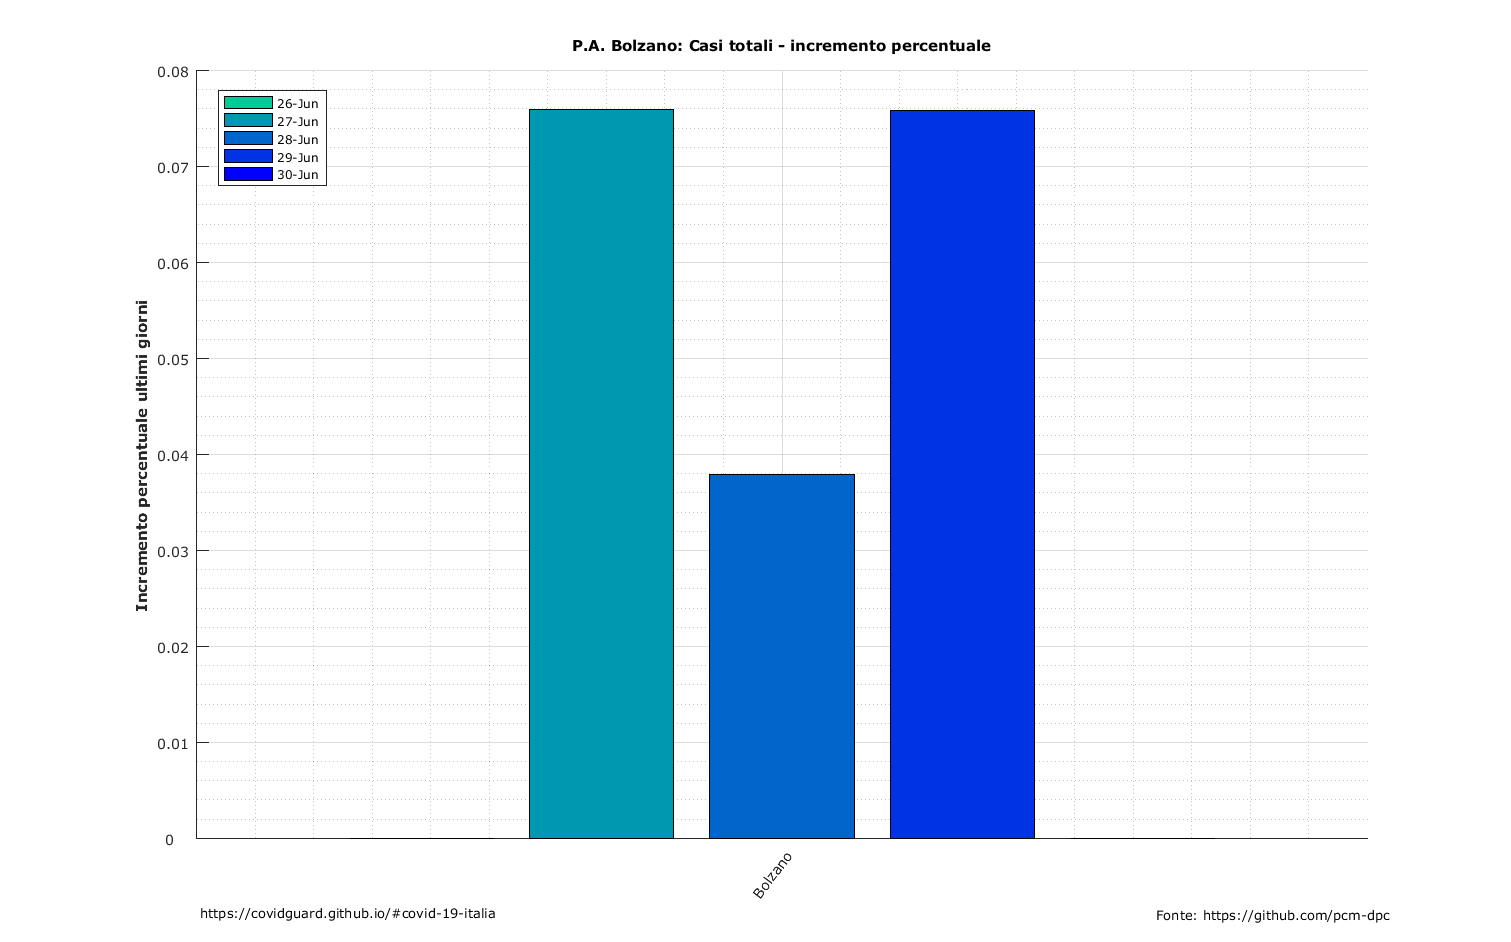 P.A. Bolzano: Casi totali - incremento percentuale
26-Jun
27-Jun
28-Jun
29-Jun
30-Jun
Incremento percentuale ultimi giorni
0.08
0.07
0.06
0.05
0.04
0.03
0.02
0.01
0
Bolzano
https://covidguard.github.io/#covid-19-italia
Fonte: https://github.com/pcm-dpc